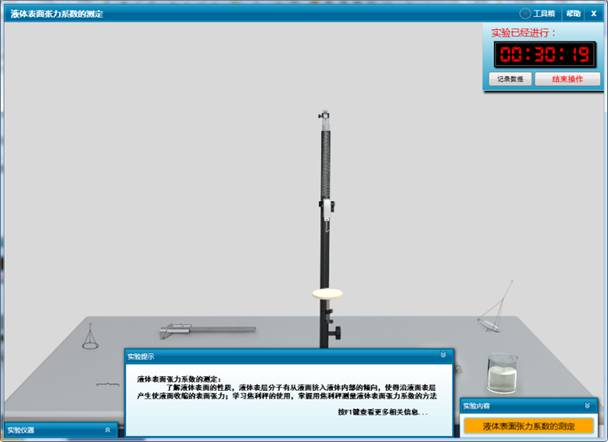 液体表面张力系数的测定
工具箱 帮助 X
实验已经进行：
00:30:19
记录数据 结束操作
实验提示
液体表面张力系数的测定：
了解液体表面的性质，液体表层分子有从液面挤入液体内部的倾向，使得沿液面表层
产生使液面收缩的表面张力；学习焦利秤的使用，掌握用焦利秤测量液体表面张力系数的方法
按F1键查看更多相关信息...
实验仪器
实验内容
液体表面张力系数的测定